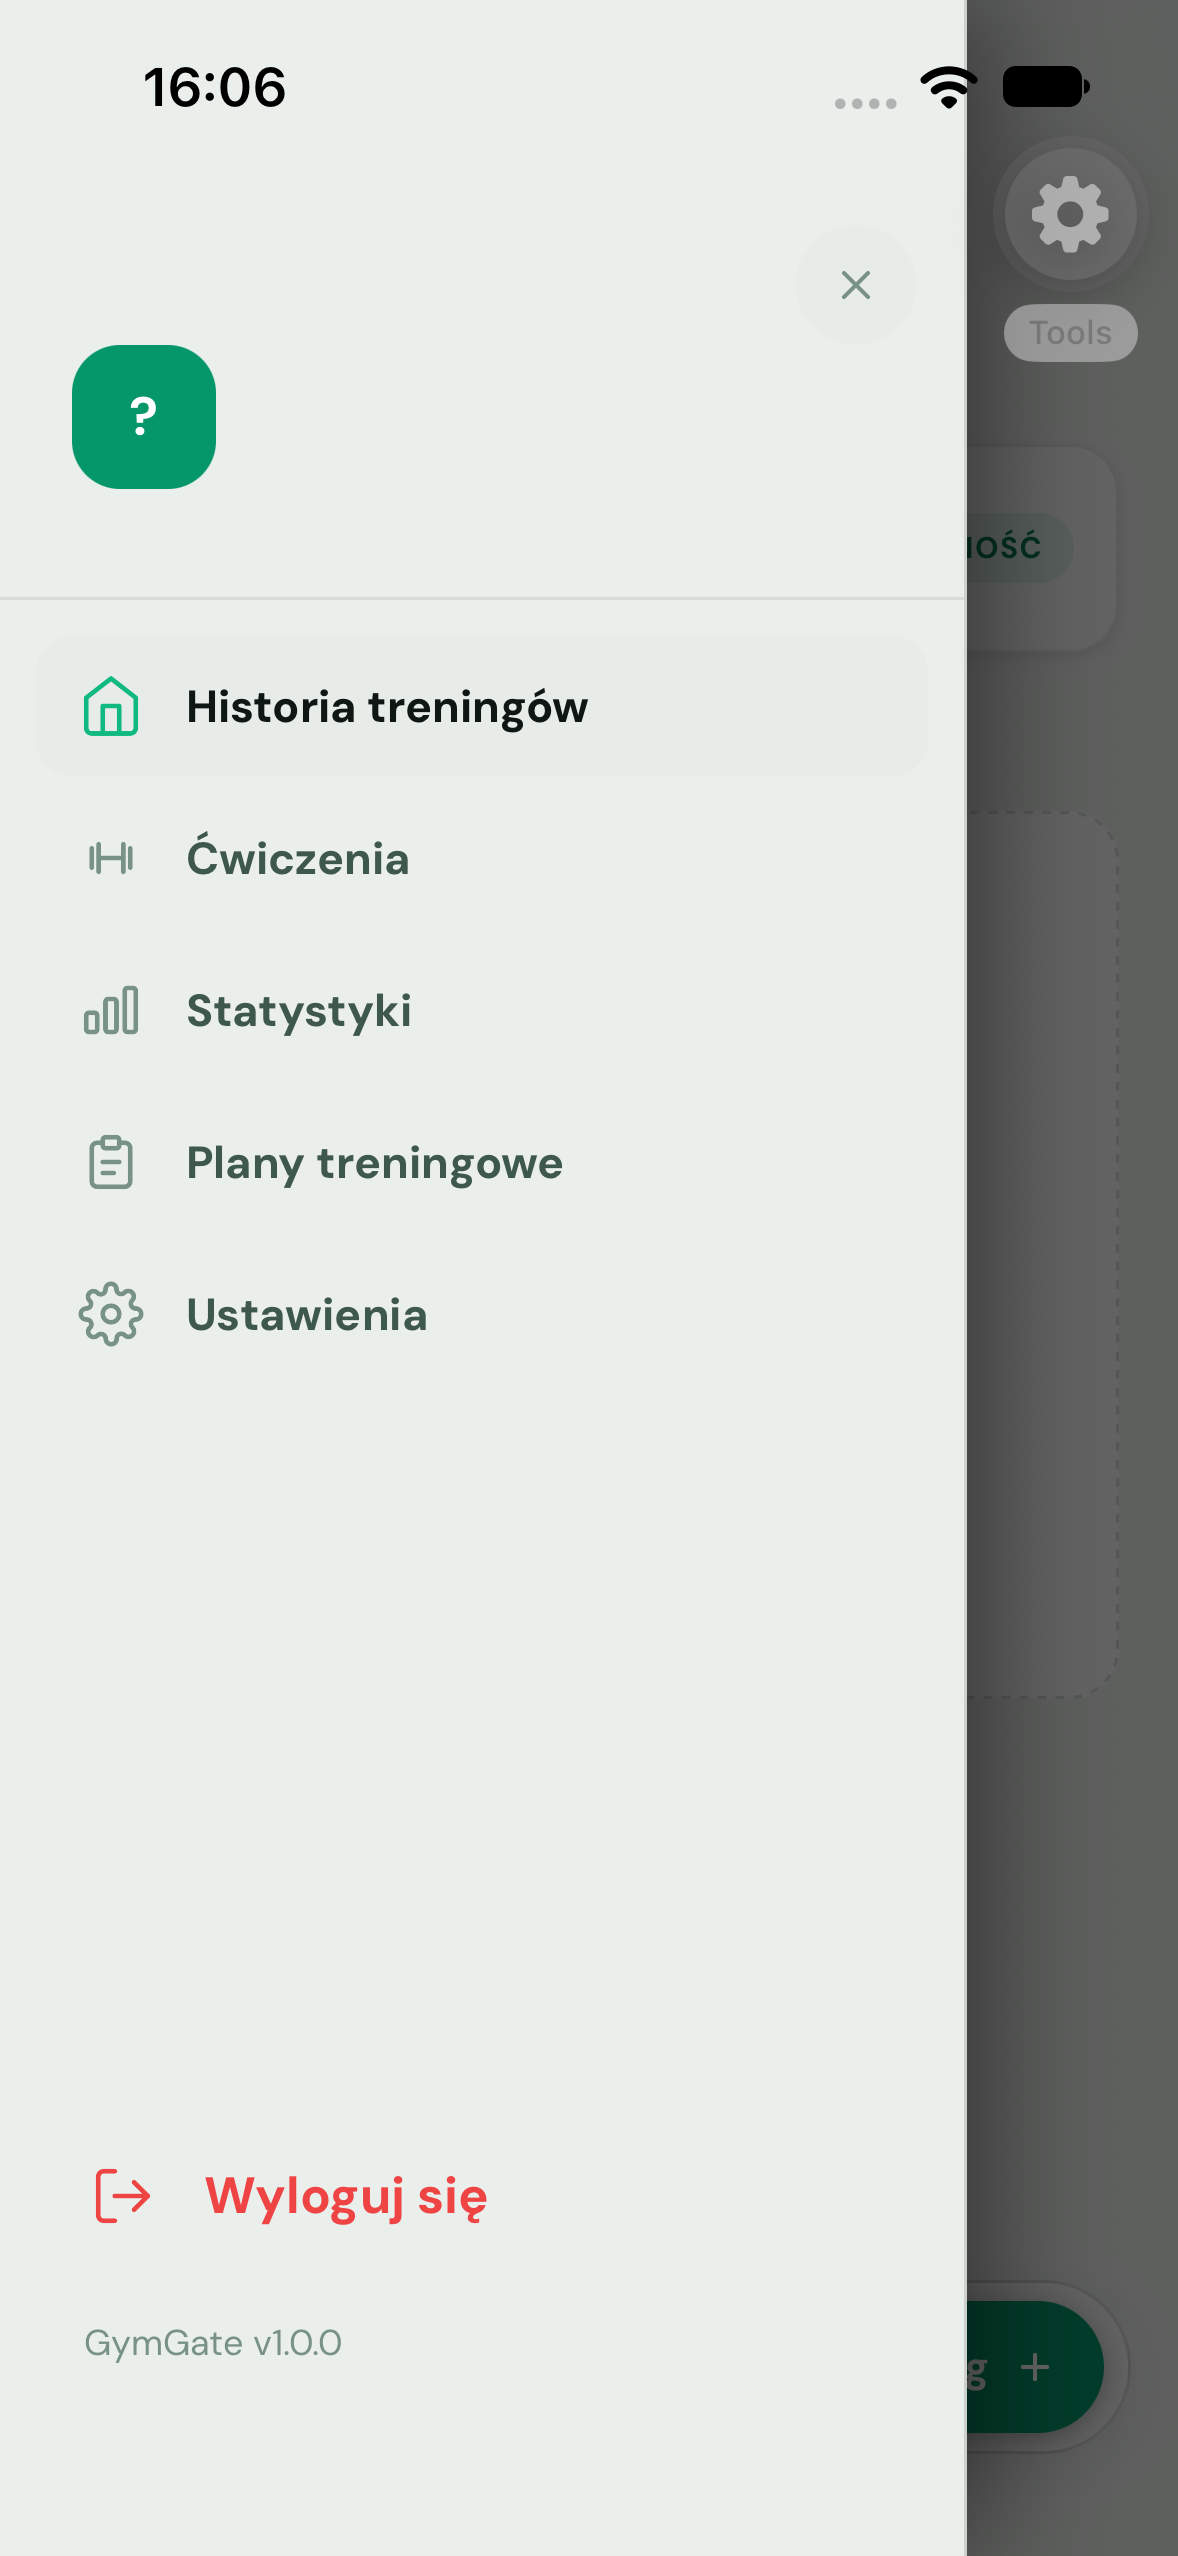 16:06
Tools
?
Historia treningów
Ćwiczenia
Statystyki
Plany treningowe
Ustawienia
Wyloguj się
GymGate v1.0.0